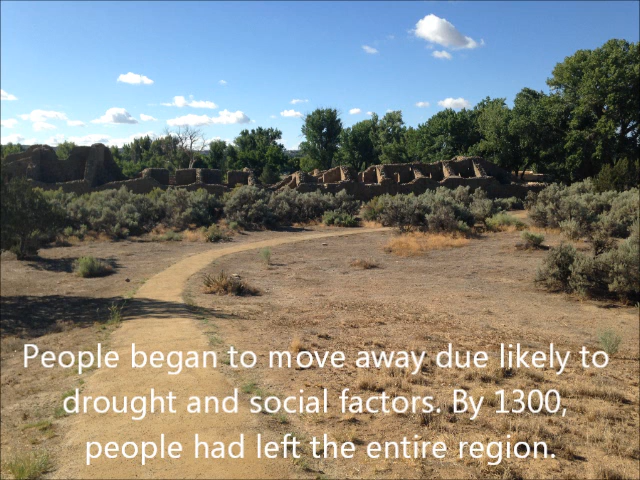 People began to move away due likely to
drought and social factors. By 1300,
people had left the entire region.